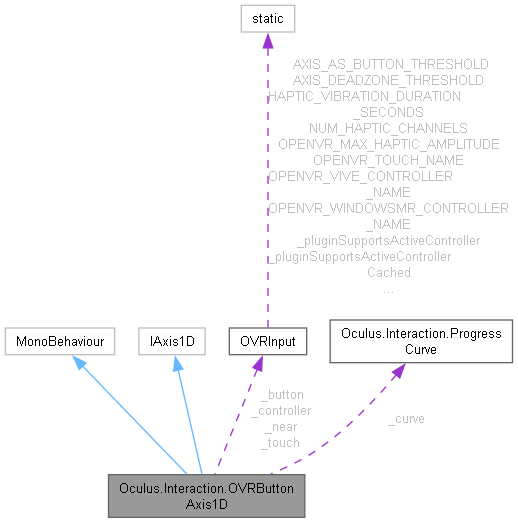 static
AXIS_AS_BUTTON_THRESHOLD
AXIS_DEADZONE_THRESHOLD
HAPTIC_VIBRATION_DURATION
_SECONDS
NUM_HAPTIC_CHANNELS
OPENVR_MAX_HAPTIC_AMPLITUDE
OPENVR_TOUCH_NAME
OPENVR_VIVE_CONTROLLER
_NAME
OPENVR_WINDOWSMR_CONTROLLER
_NAME
_pluginSupportsActiveController
_pluginSupportsActiveController
Cached
...
MonoBehaviour
IAxis1D
OVRInput
Oculus.Interaction.Progress
Curve
_button
_controller
_near
_touch
_curve
Oculus.Interaction.OVRButton
Axis1D